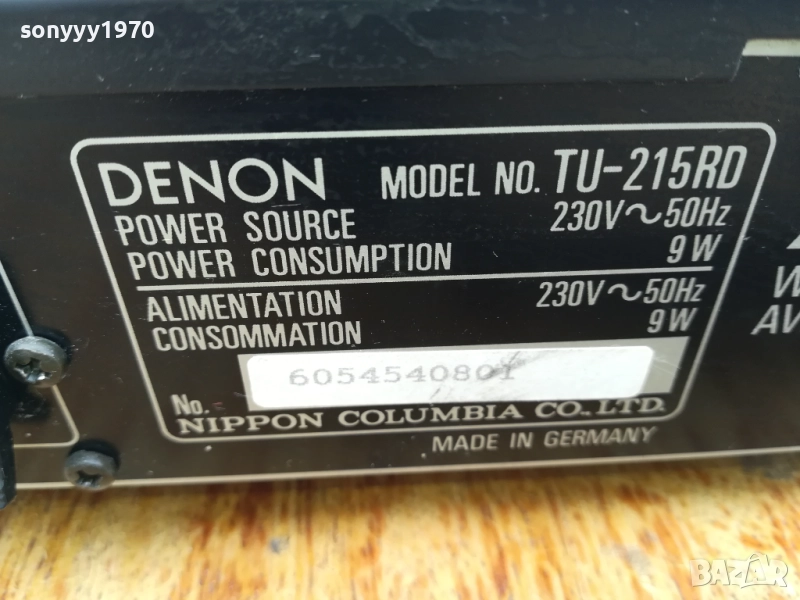 sonyyy1970
DENON MODEL NO. TU-215RD
POWER SOURCE 230V～50Hz
POWER CONSUMPTION 9W
ALIMENTATION 230V～50Hz
CONSOMMATION 9W
No. 6054540801
NIPPON COLUMBIA CO., LTD.
MADE IN GERMANY
W
AV
BAZAR